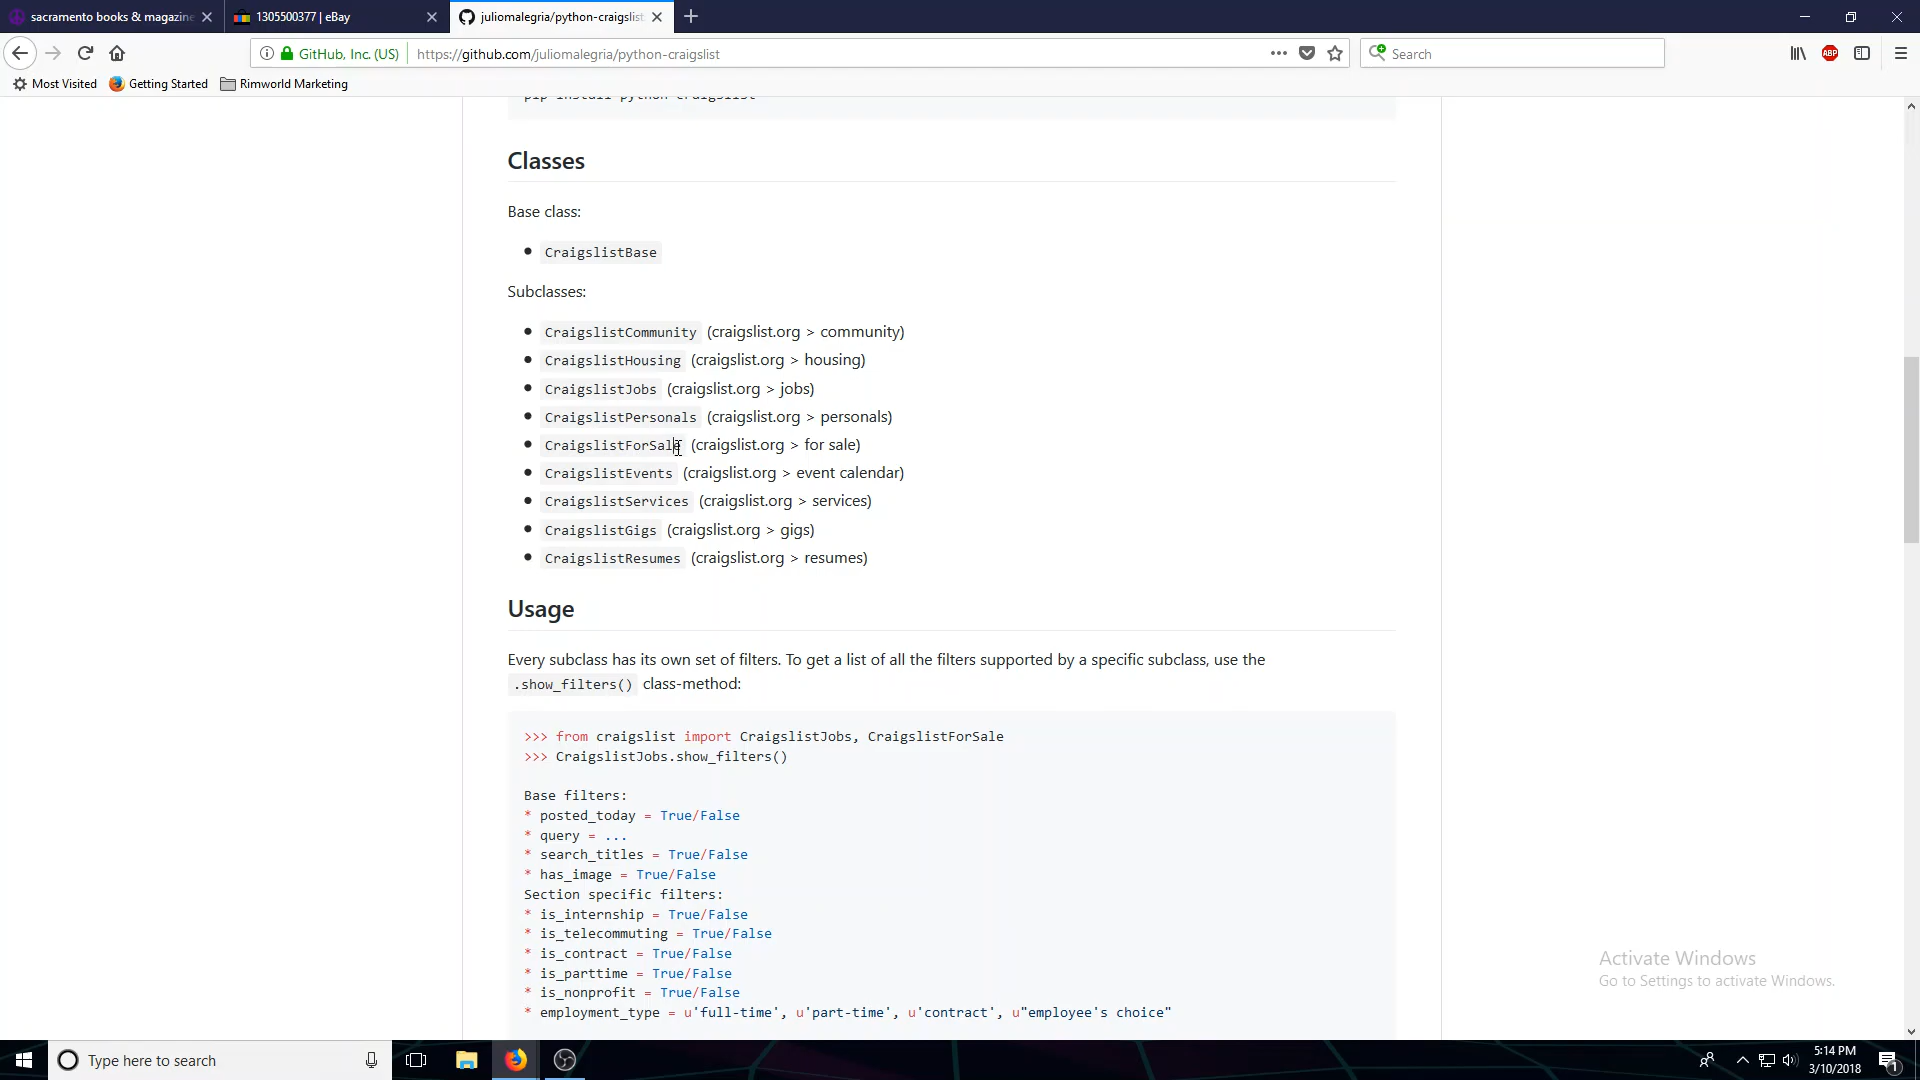 sacramento books & magazine
1305500377 | eBay
juliomalegria/python-craigslist
GitHub, Inc. (US)
https://github.com/juliomalegria/python-craigslist
Search
ABP
Most Visited
Getting Started
Rimworld Marketing
pip install python-craigslist
Classes
Base class:
CraigslistBase
Subclasses:
CraigslistCommunity (craigslist.org > community)
CraigslistHousing (craigslist.org > housing)
CraigslistJobs (craigslist.org > jobs)
CraigslistPersonals (craigslist.org > personals)
CraigslistForSale (craigslist.org > for sale)
CraigslistEvents (craigslist.org > event calendar)
CraigslistServices (craigslist.org > services)
CraigslistGigs (craigslist.org > gigs)
CraigslistResumes (craigslist.org > resumes)
Usage
Every subclass has its own set of filters. To get a list of all the filters supported by a specific subclass, use the
.show_filters() class-method:
>>> from craigslist import CraigslistJobs, CraigslistForSale
>>> CraigslistJobs.show_filters()
Base filters:
* posted_today = True/False
* query = ...
* search_titles = True/False
* has_image = True/False
Section specific filters:
* is_internship = True/False
* is_telecommuting = True/False
* is_contract = True/False
* is_parttime = True/False
* is_nonprofit = True/False
* employment_type = u'full-time', u'part-time', u'contract', u"employee's choice"
Activate Windows
Go to Settings to activate Windows.
Type here to search
5:14 PM
3/10/2018
1